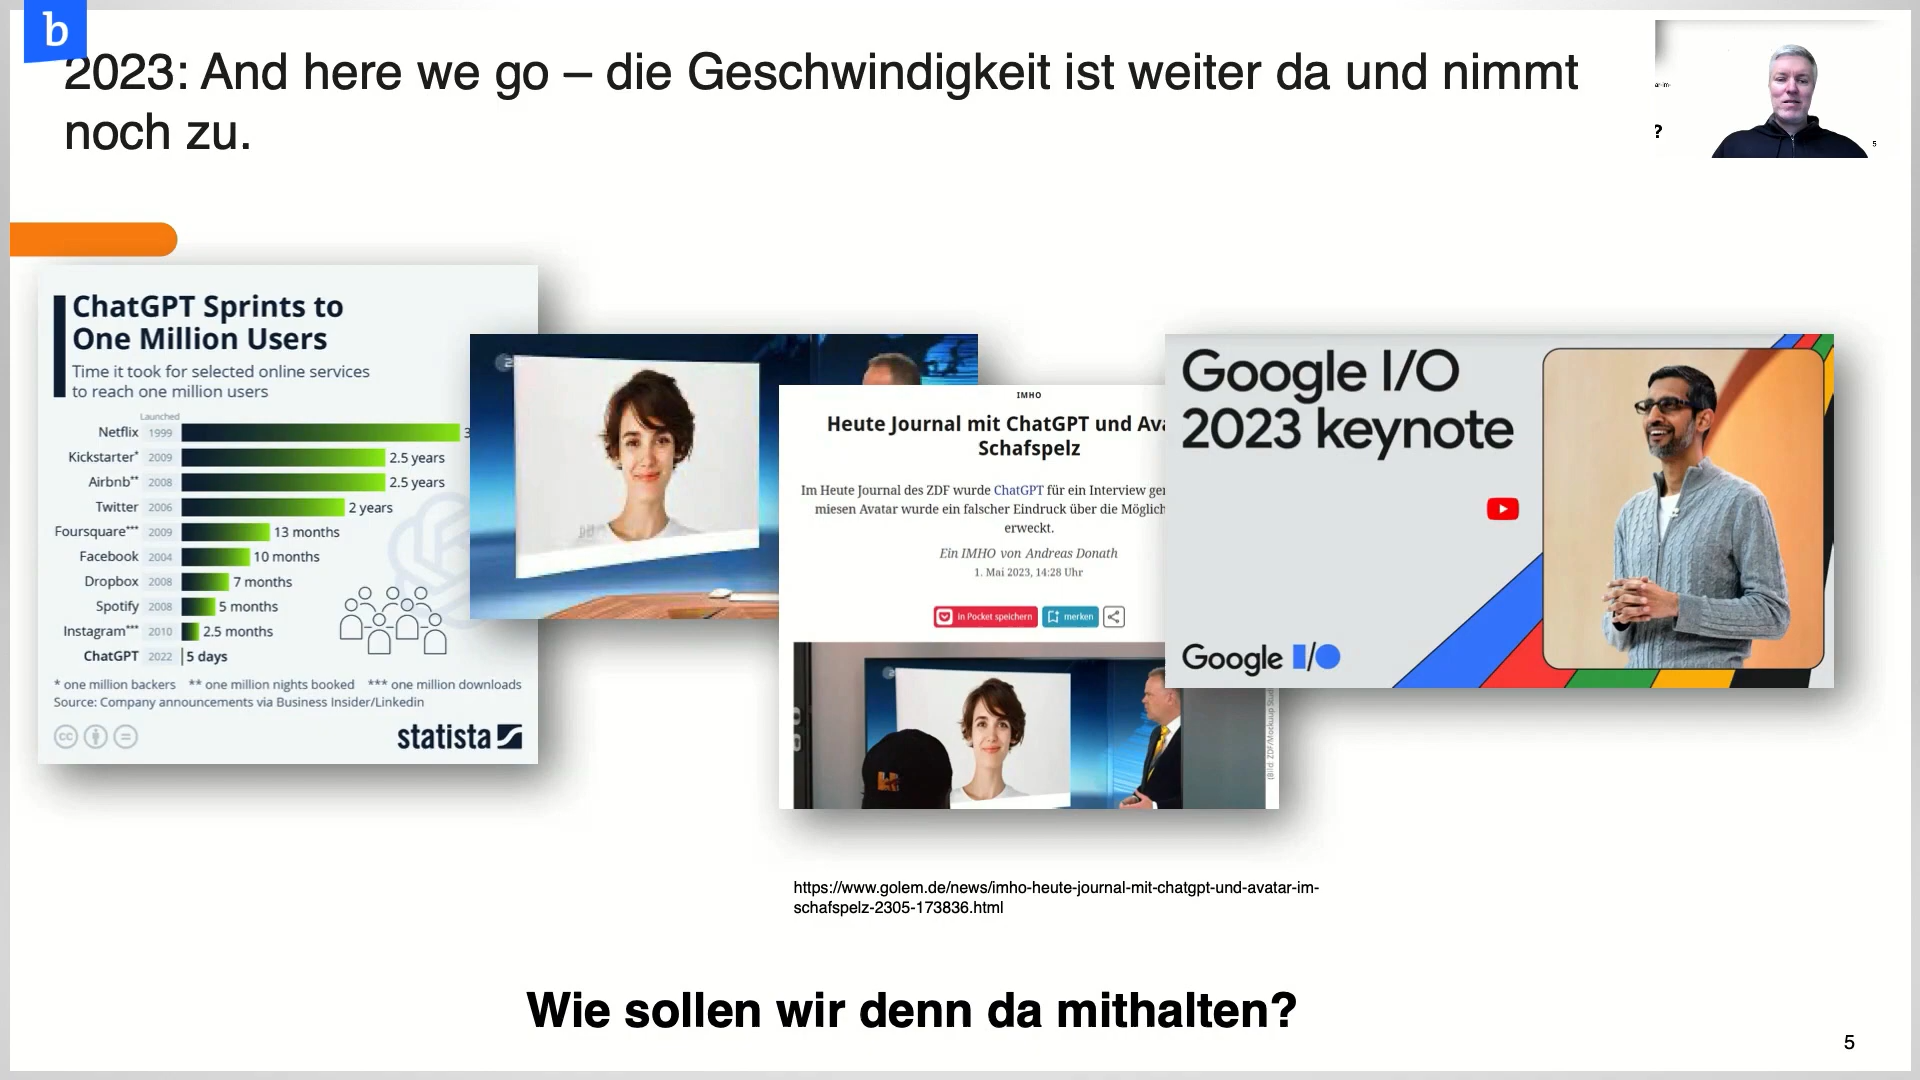 b
2023: And here we go – die Geschwindigkeit ist weiter da und nimmt
noch zu.
?
5
ChatGPT Sprints to
One Million Users
Time it took for selected online services
to reach one million users
Launched
Netflix 1999 3
Kickstarter* 2009 2.5 years
Airbnb** 2008 2.5 years
Twitter 2006 2 years
Foursquare*** 2009 13 months
Facebook 2004 10 months
Dropbox 2008 7 months
Spotify 2008 5 months
Instagram*** 2010 2.5 months
ChatGPT 2022 5 days
* one million backers ** one million nights booked *** one million downloads
Source: Company announcements via Business Insider/Linkedin
cc
statista
IMHO
Heute Journal mit ChatGPT und Ava
Schafspelz
Im Heute Journal des ZDF wurde ChatGPT für ein Interview ger
miesen Avatar wurde ein falscher Eindruck über die Möglich
erweckt.
Ein IMHO von Andreas Donath
1. Mai 2023, 14:28 Uhr
in Pocket speichern
merken
Google I/O
2023 keynote
Google I/O
https://www.golem.de/news/imho-heute-journal-mit-chatgpt-und-avatar-im-
schafspelz-2305-173836.html
Wie sollen wir denn da mithalten?
5